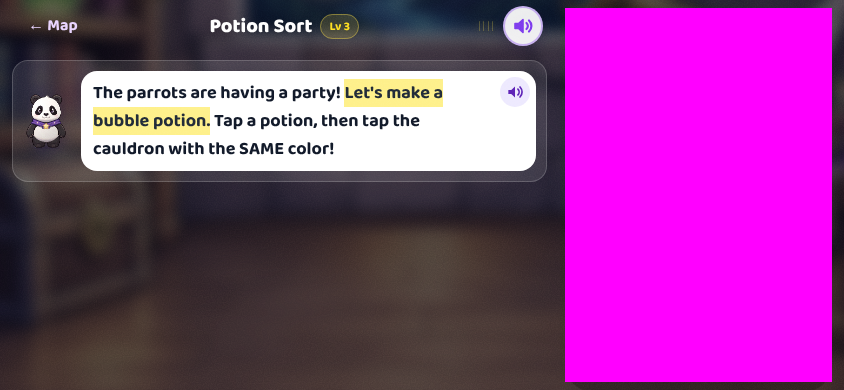 ← Map
Potion Sort
Lv 3
The parrots are having a party! Let's make a
bubble potion. Tap a potion, then tap the
cauldron with the SAME color!